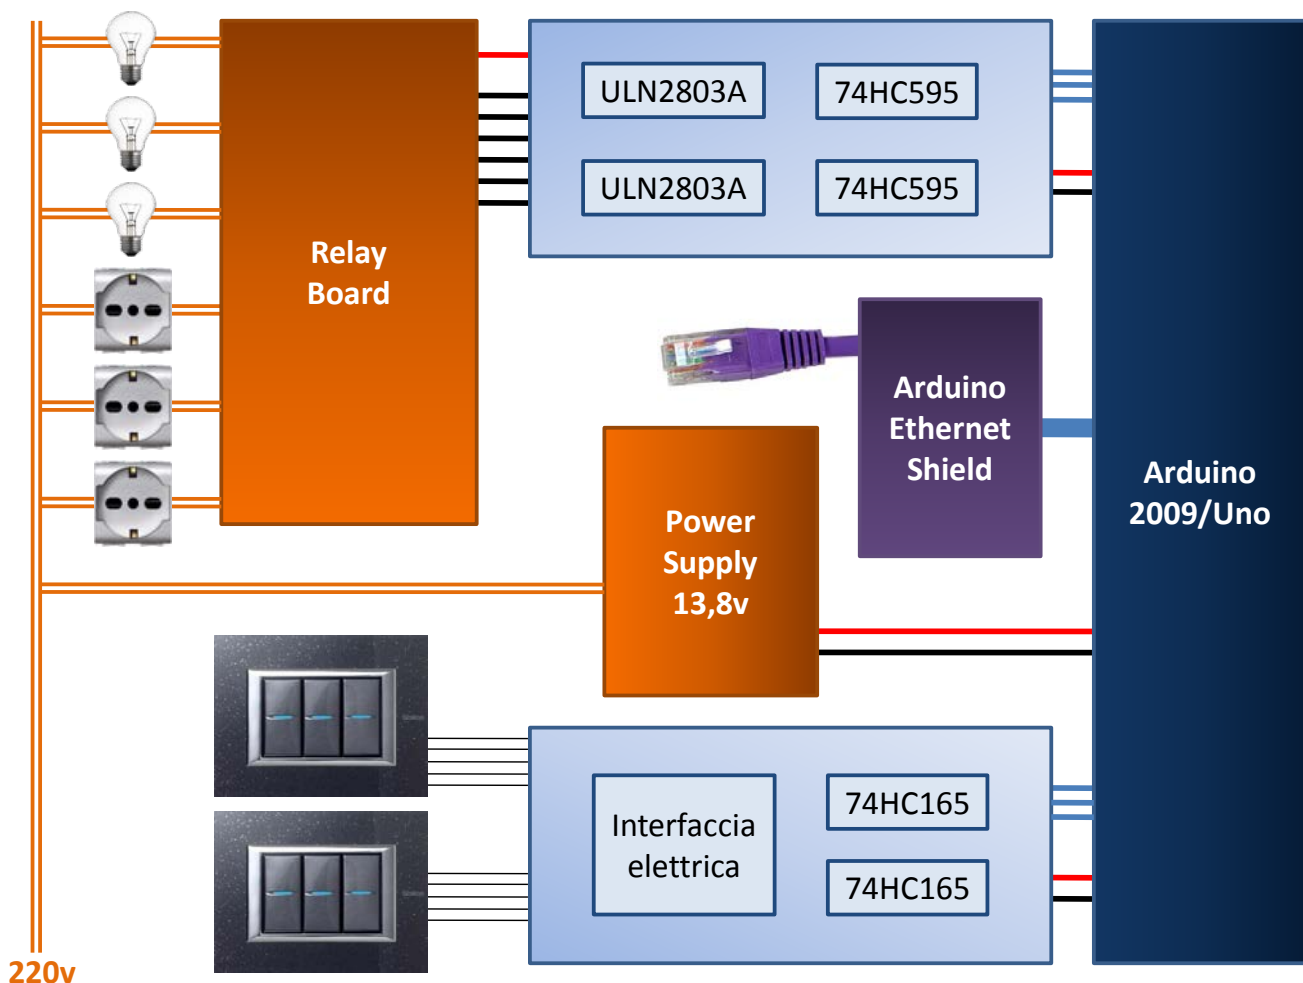 ULN2803A
74HC595
ULN2803A
74HC595
Relay
Board
Arduino
Ethernet
Shield
Arduino
2009/Uno
Power
Supply
13,8v
Interfaccia
elettrica
74HC165
74HC165
220v